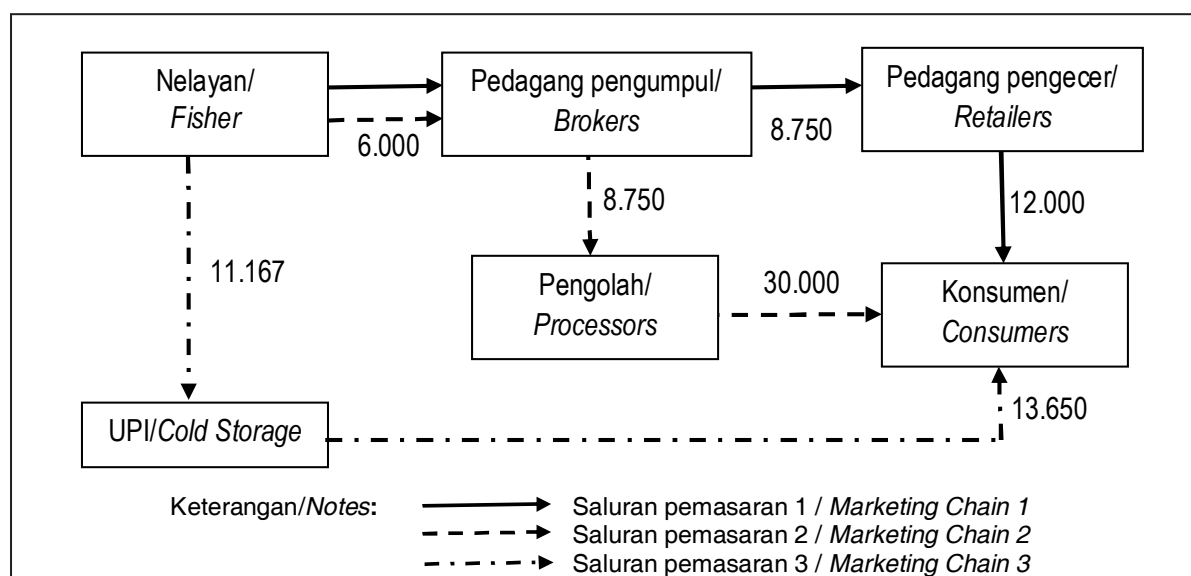 Nelayan/
Fisher
Pedagang pengumpul/
Brokers
Pedagang pengecer/
Retailers
6.000
8.750
8.750
12.000
11.167
Pengolah/
Processors
30.000
Konsumen/
Consumers
13.650
UPI/Cold Storage
Keterangan/Notes:
Saluran pemasaran 1 / Marketing Chain 1
Saluran pemasaran 2 / Marketing Chain 2
Saluran pemasaran 3 / Marketing Chain 3